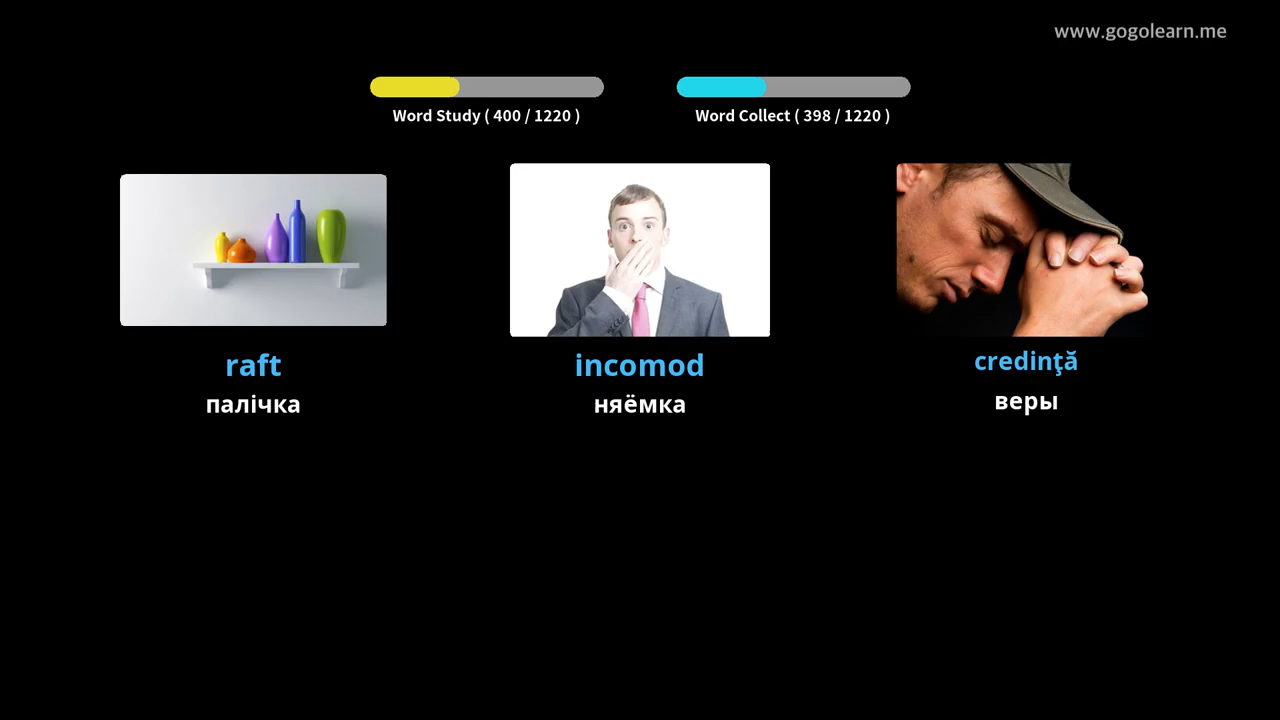 www.gogolearn.me
Word Study ( 400 / 1220 )
Word Collect ( 398 / 1220 )
raft
палічка
incomod
няёмка
credinţă
веры